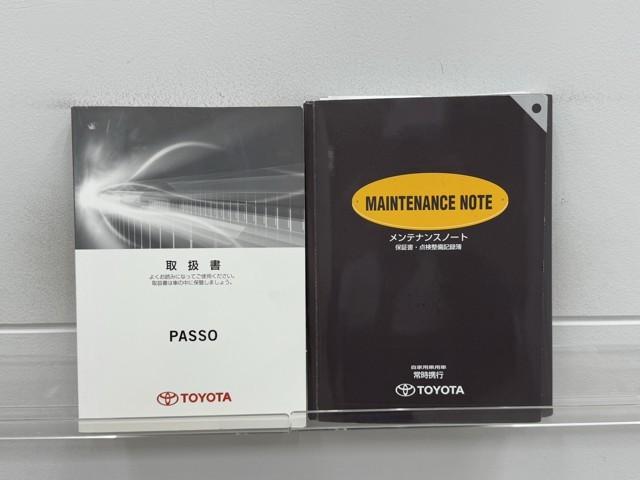 取扱書
よくお読みになってご使用ください。
取扱書は車の中に保管しましょう。
PASSO
TOYOTA
MAINTENANCE NOTE
メンテナンスノート
保証書・点検整備記録簿
自家用乗用車
常時携行
TOYOTA